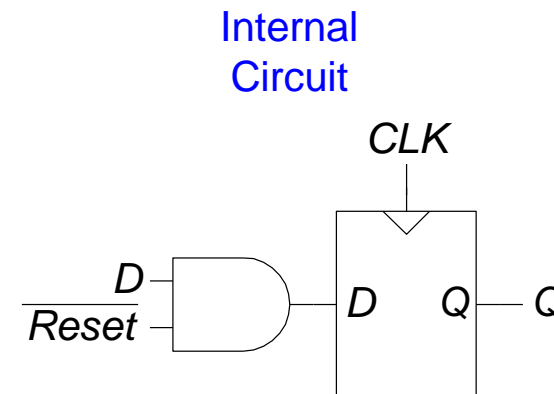 Internal
Circuit
CLK
D
Reset
D
Q
Q